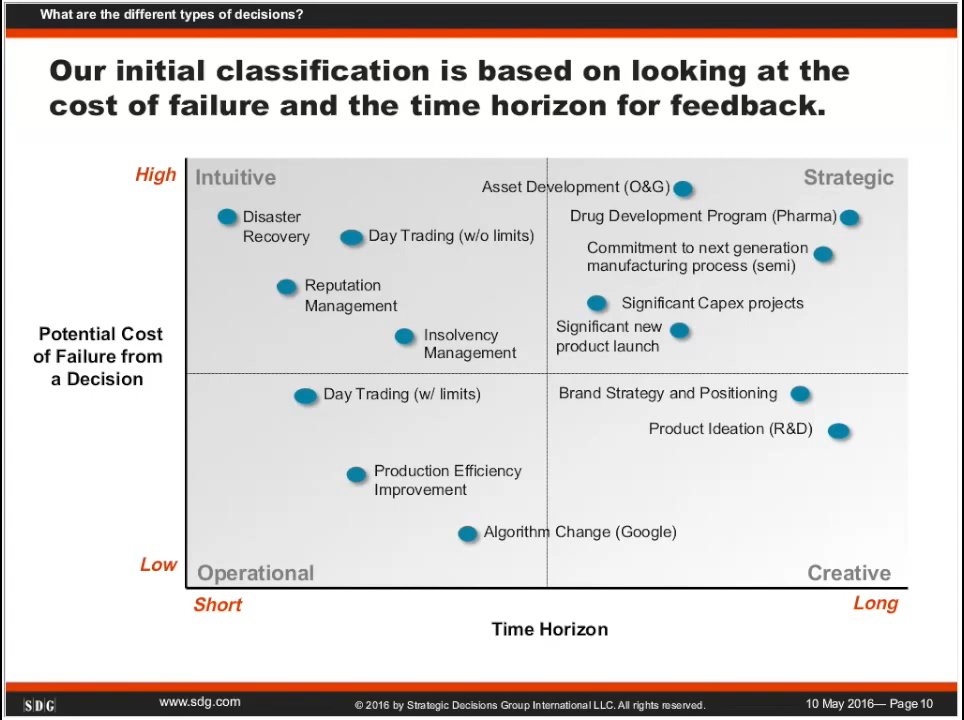 What are the different types of decisions?
Our initial classification is based on looking at the
cost of failure and the time horizon for feedback.
High
Intuitive
Strategic
Asset Development (O&G)
Disaster
Recovery
Day Trading (w/o limits)
Drug Development Program (Pharma)
Commitment to next generation
manufacturing process (semi)
Reputation
Management
Significant Capex projects
Insolvency
Management
Significant new
product launch
Potential Cost
of Failure from
a Decision
Day Trading (w/ limits)
Brand Strategy and Positioning
Product Ideation (R&D)
Production Efficiency
Improvement
Algorithm Change (Google)
Low
Operational
Creative
Short
Long
Time Horizon
SDG
www.sdg.com
© 2016 by Strategic Decisions Group International LLC. All rights reserved.
10 May 2016— Page 10